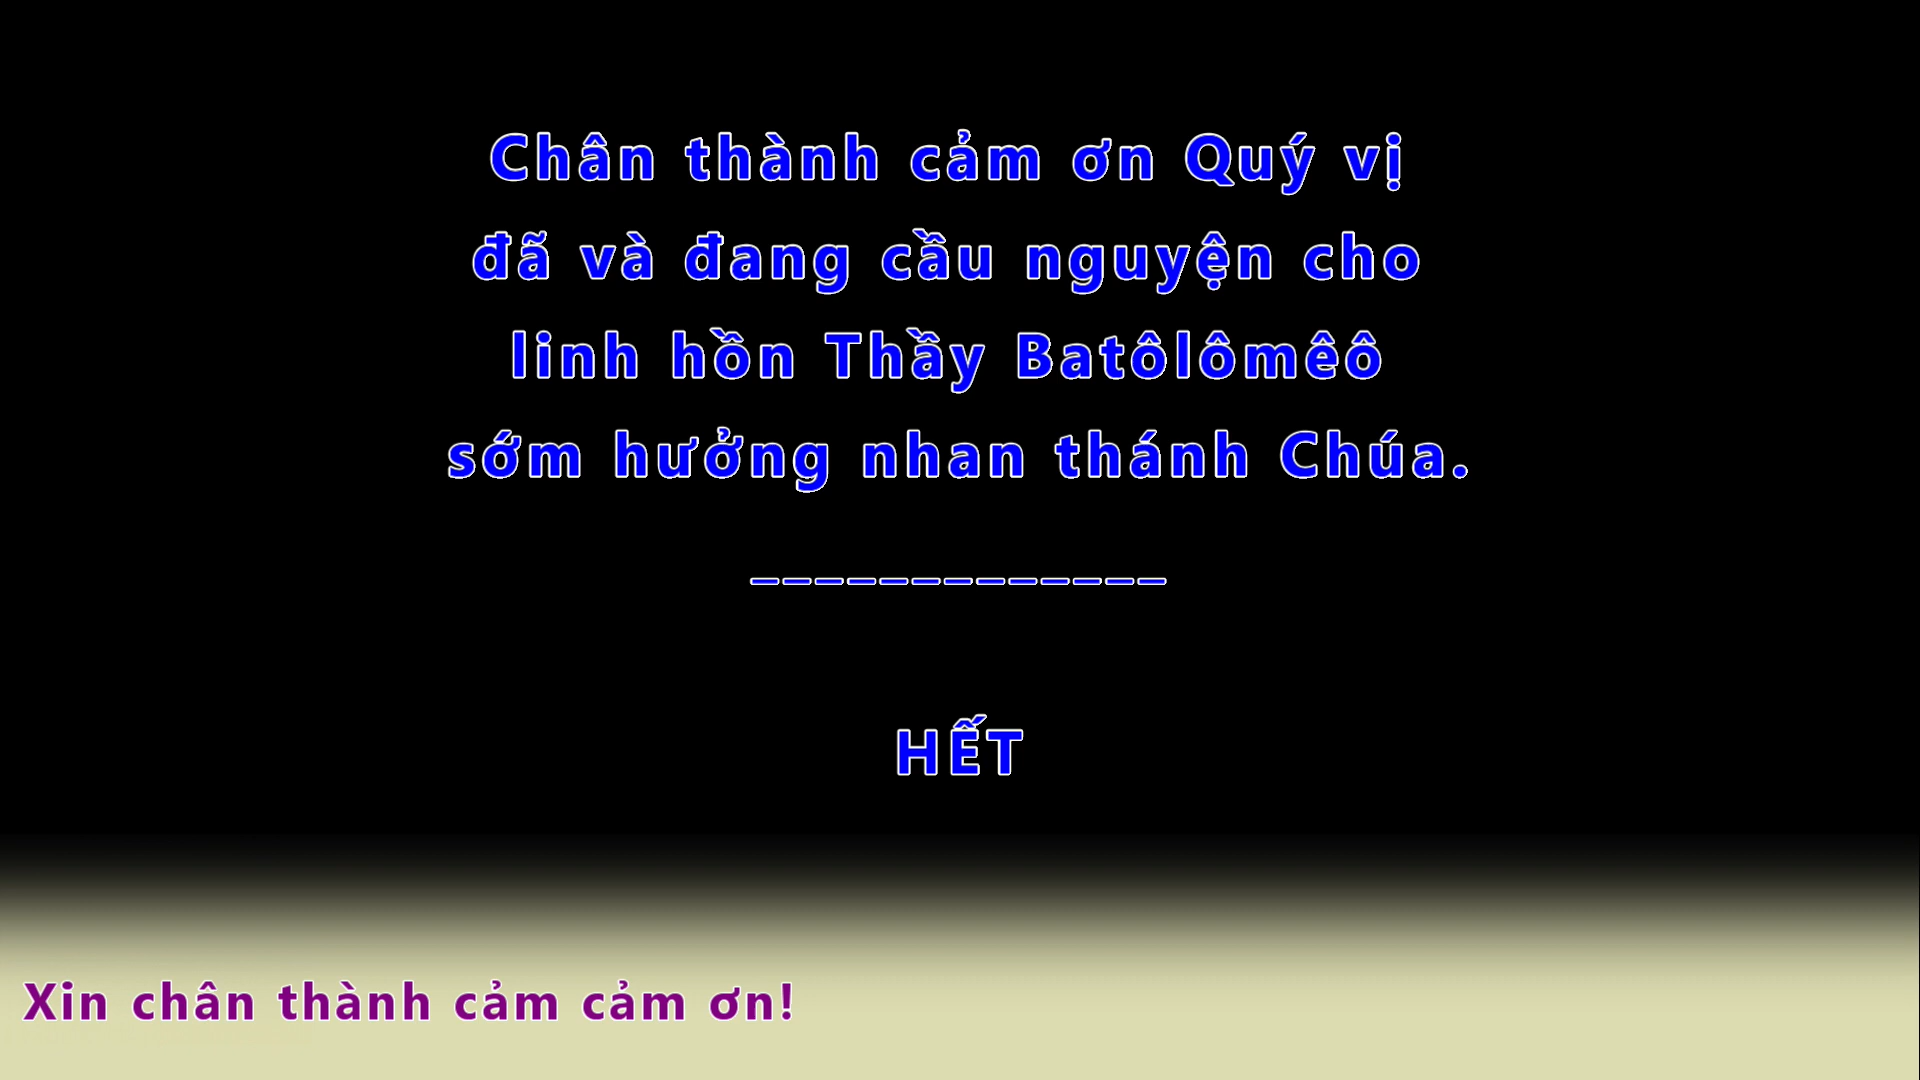 Chân thành cảm ơn Quý vị
đã và đang cầu nguyện cho
linh hồn Thầy Batôlômêô
sớm hưởng nhan thánh Chúa.
-------------
HẾT
Xin chân thành cảm cảm ơn!